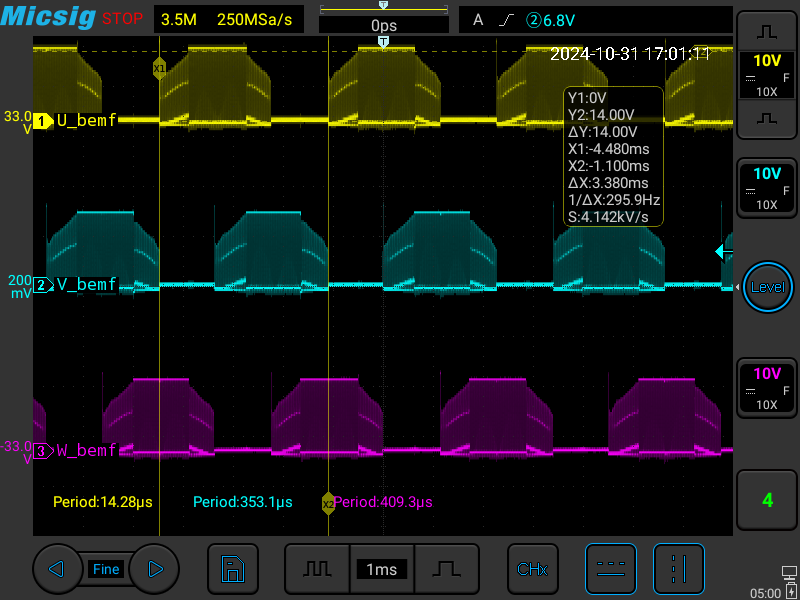 Micsig STOP 3.5M 250MSa/s 0ps A ②6.8V
T
2024-10-31 17:01:11
10V
F
10X
X1
33.0 V 1 U_bemf
Y1:0V
Y2:14.00V
ΔY:14.00V
X1:-4.480ms
X2:-1.100ms
ΔX:3.380ms
1/ΔX:295.9Hz
S:4.142kV/s
10V
F
10X
200 mV 2 V_bemf
Level
10V
F
10X
-33.0 V 3 W_bemf
Period:14.28µs Period:353.1µs X2 Period:409.3µs
4
Fine 1ms CHx
05:00